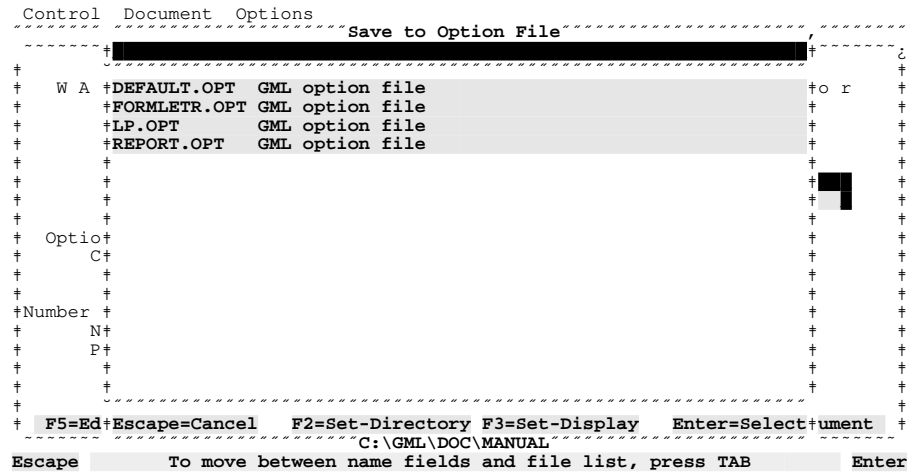 Control Document Options
Save to Option File
W A DEFAULT.OPT GML option file o r
FORMLETR.OPT GML option file
LP.OPT GML option file
REPORT.OPT GML option file
Optio
C
Number
N
P
F5=Ed Escape=Cancel F2=Set-Directory F3=Set-Display Enter=Select ument
C:\GML\DOC\MANUAL
Escape To move between name fields and file list, press TAB Enter